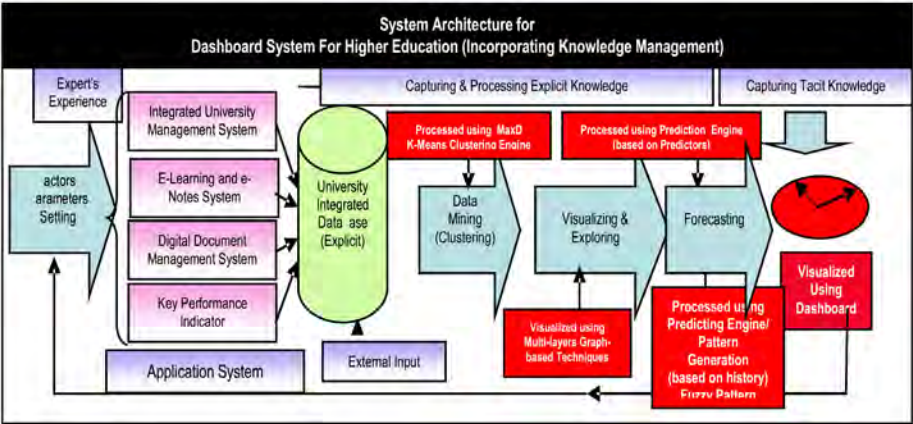 System Architecture for
Dashboard System For Higher Education (Incorporating Knowledge Management)
Expert's
Experience
Capturing & Processing Explicit Knowledge
Capturing Tacit Knowledge
actors
arameters
Setting
Integrated University
Management System
E-Learning and e-
Notes System
Digital Document
Management System
Key Performance
Indicator
Application System
University
Integrated
Data ase
(Explicit)
External Input
Processed using MaxD
K-Means Clustering Engine
Data
Mining
(Clustering)
Visualizing &
Exploring
Visualized using
Multi-layers Graph-
based Techniques
Processed using Prediction Engine
(based on Predictors)
Forecasting
Processed using
Predicting Engine/
Pattern
Generation
(based on history)
Fuzzy Pattern
Visualized
Using
Dashboard